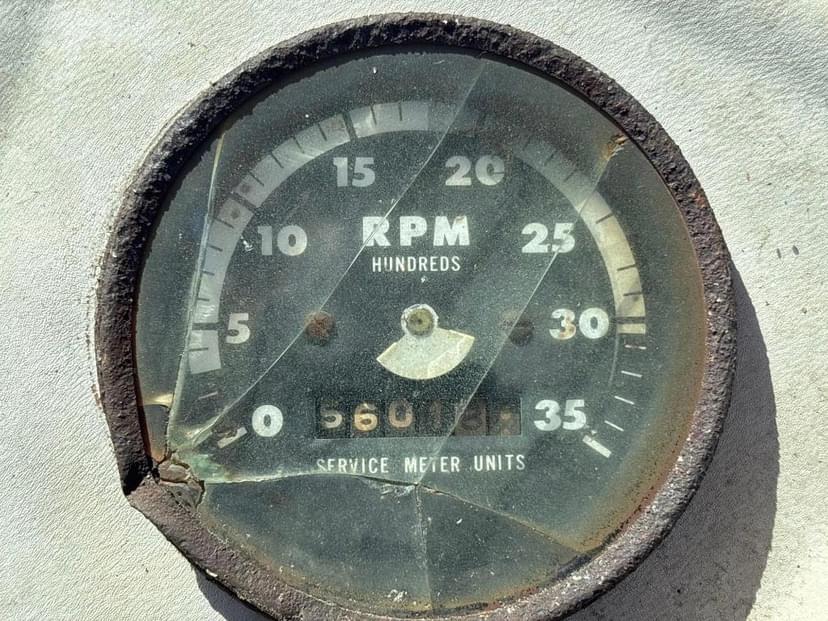 15 20
RPM
10 25
HUNDREDS
5 30
0 35
SERVICE METER UNITS